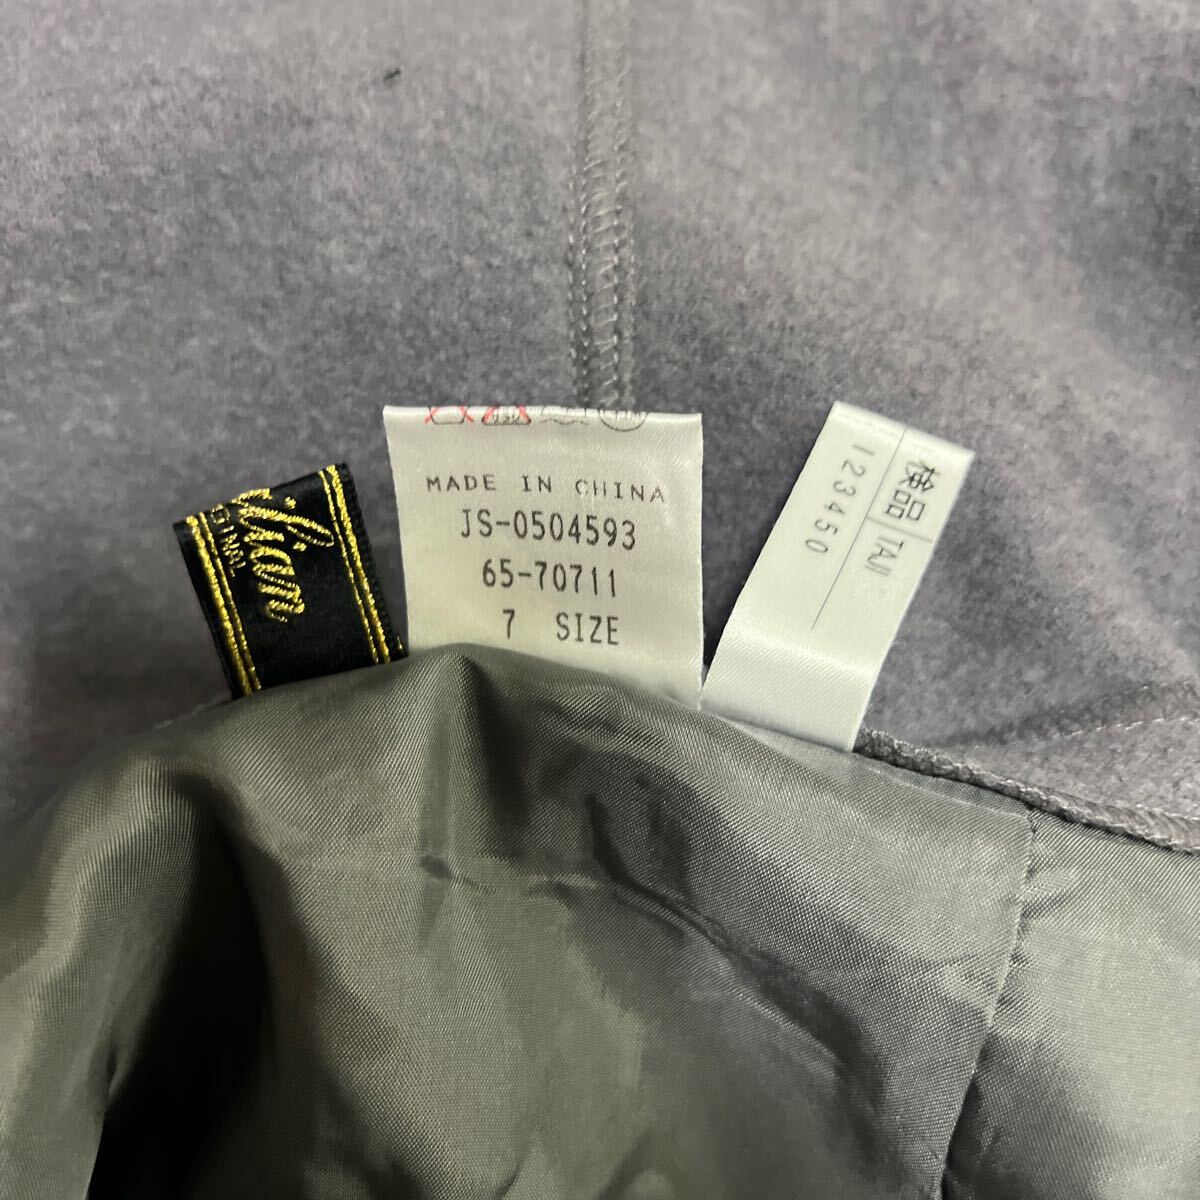 MADE IN CHINA
JS-0504593
65-70711
7 SIZE
検品 TAJI
123450